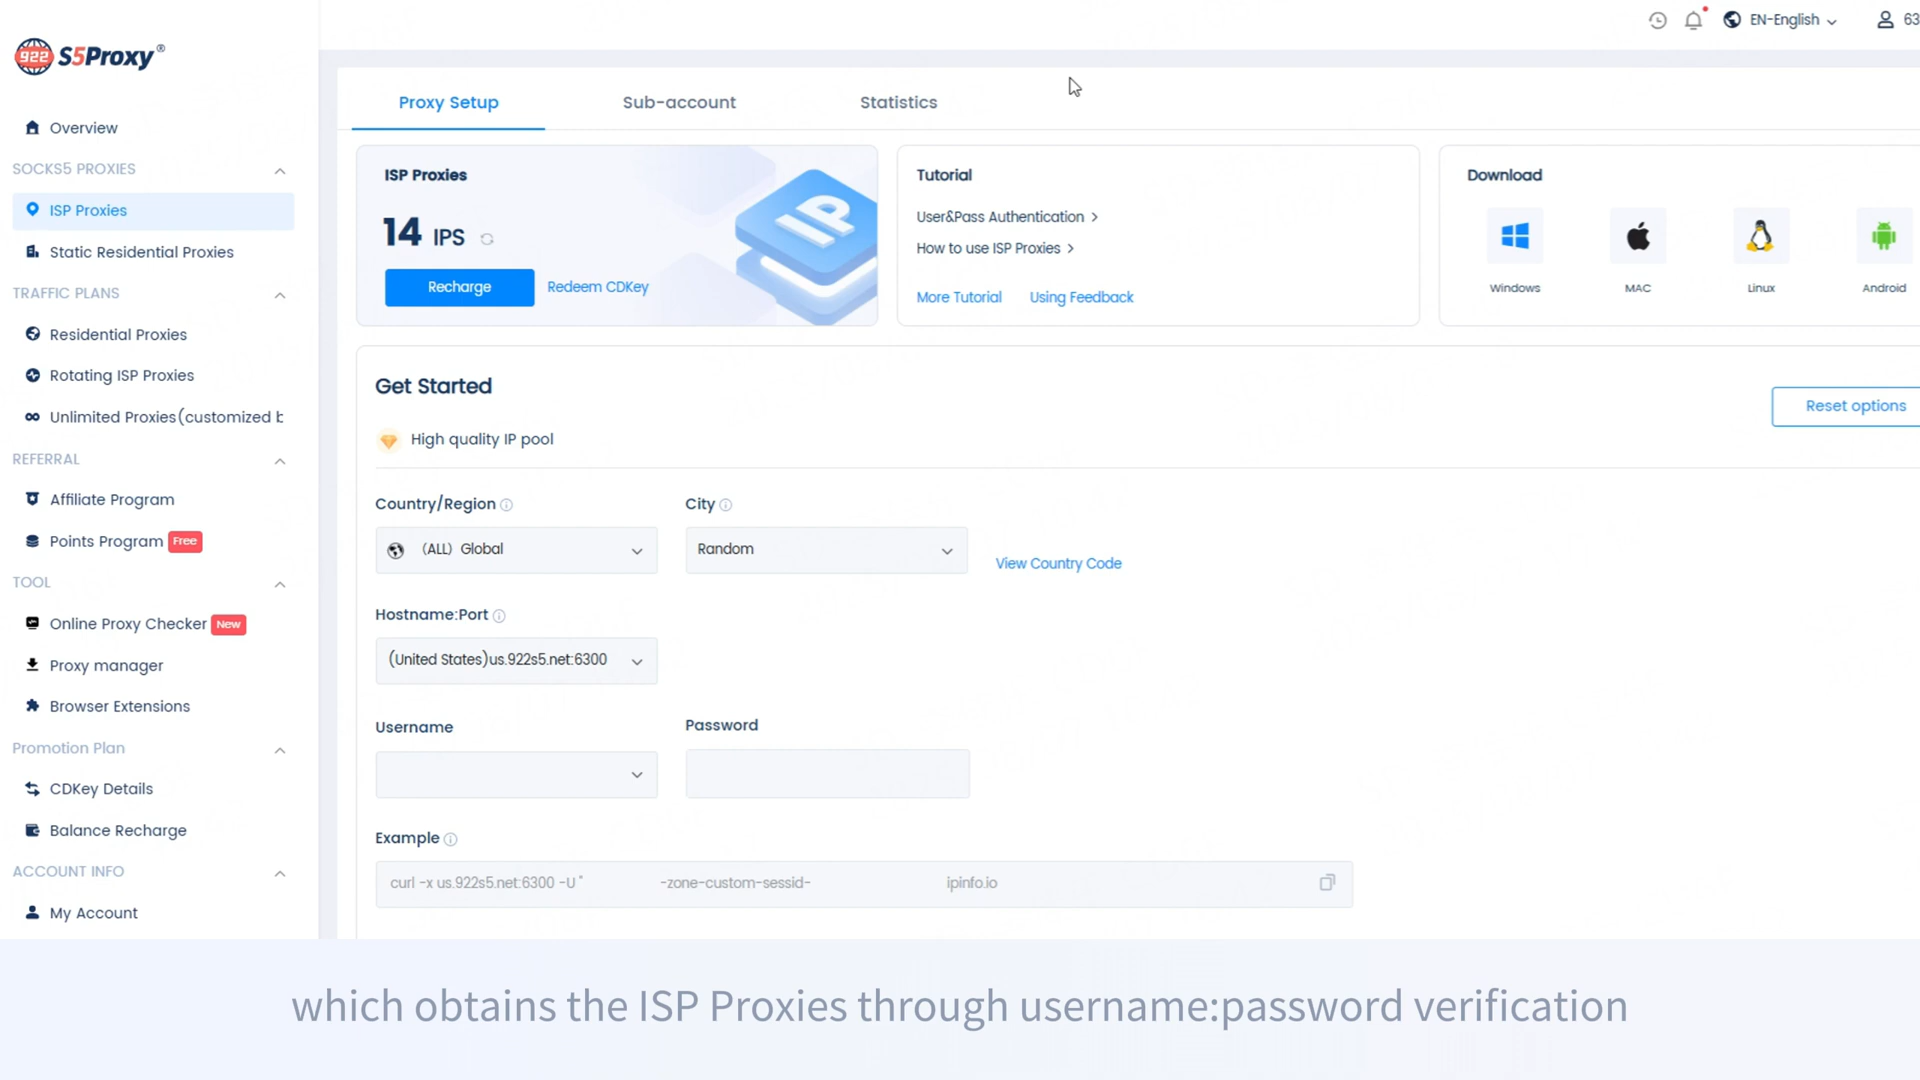 922 S5Proxy®
EN-English
63
Overview
SOCKS5 PROXIES
ISP Proxies
Static Residential Proxies
TRAFFIC PLANS
Residential Proxies
Rotating ISP Proxies
Unlimited Proxies(customized b
REFERRAL
Affiliate Program
Points Program Free
TOOL
Online Proxy Checker New
Proxy manager
Browser Extensions
Promotion Plan
CDKey Details
Balance Recharge
ACCOUNT INFO
My Account
Proxy Setup
Sub-account
Statistics
ISP Proxies
14 IPS
Recharge
Redeem CDKey
IP
Tutorial
User&Pass Authentication >
How to use ISP Proxies >
More Tutorial
Using Feedback
Download
Windows
MAC
Linux
Android
Get Started
Reset options
High quality IP pool
Country/Region
City
(ALL) Global
Random
View Country Code
Hostname:Port
(United States)us.922s5.net:6300
Username
Password
Example
curl -x us.922s5.net:6300 -U " -zone-custom-sessid- ipinfo.io
which obtains the ISP Proxies through username:password verification